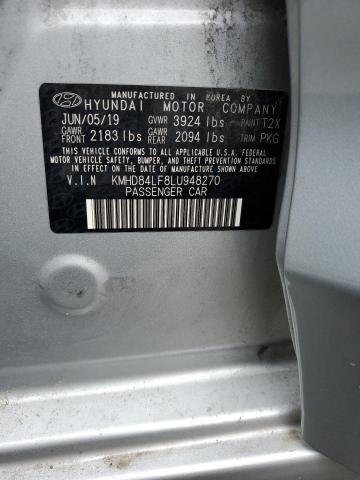 MANUFACTURED IN KOREA BY
HYUNDAI MOTOR COMPANY
JUN/05/19 GVWR 3924 lbs PAINT T2X
GAWR FRONT 2183 lbs GAWR REAR 2094 lbs TRIM PKG
THIS VEHICLE CONFORMS TO ALL APPLICABLE U.S. FEDERAL
MOTOR VEHICLE SAFETY, BUMPER, AND THEFT PREVENTION
STANDARDS IN EFFECT ON THE DATE OF MANUFACTURE SHOWN ABOVE.
V.I.N KMHD84LF8LU948270
PASSENGER CAR